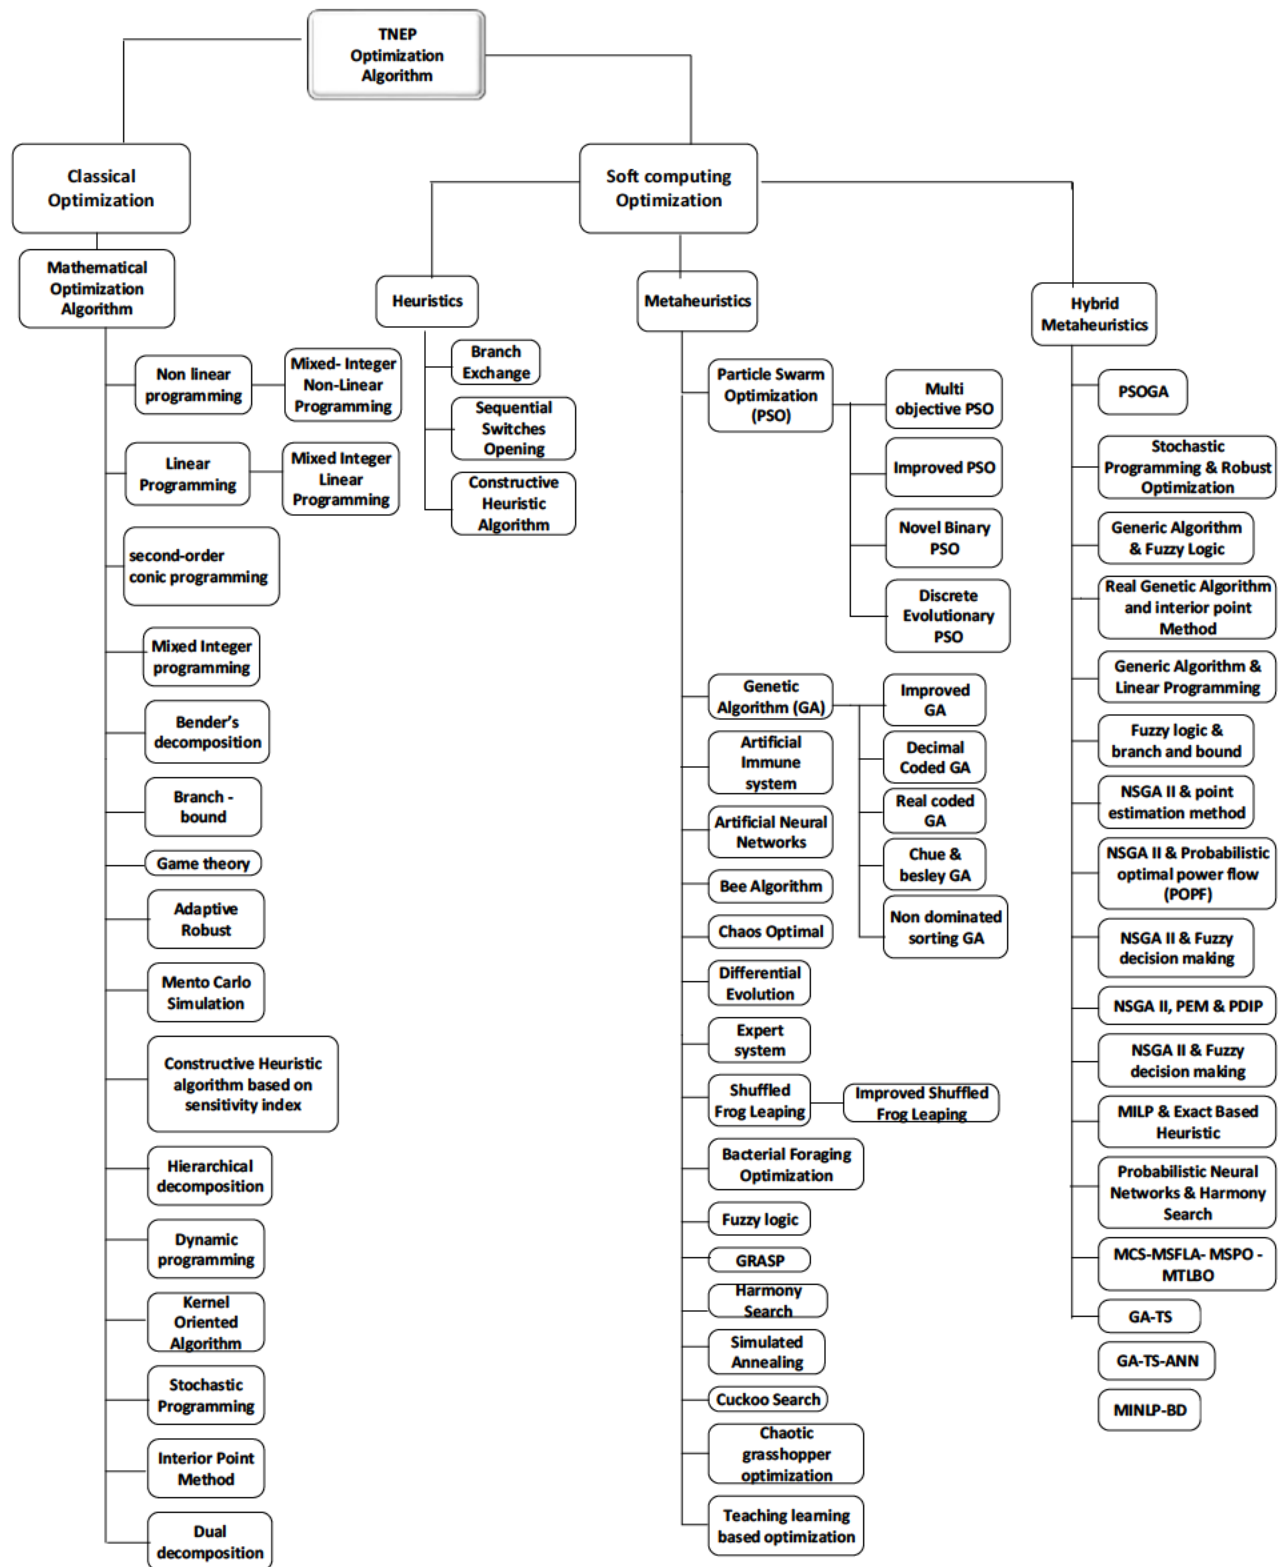 TNEP
Optimization
Algorithm
Classical
Optimization
Soft computing
Optimization
Mathematical
Optimization
Algorithm
Heuristics
Metaheuristics
Hybrid
Metaheuristics
Non linear
programming
Mixed- Integer
Non-Linear
Programming
Linear
Programming
Mixed Integer
Linear
Programming
second-order
conic programming
Mixed Integer
programming
Bender's
decomposition
Branch -
bound
Game theory
Adaptive
Robust
Mento Carlo
Simulation
Constructive Heuristic
algorithm based on
sensitivity index
Hierarchical
decomposition
Dynamic
programming
Kernel
Oriented
Algorithm
Stochastic
Programming
Interior Point
Method
Dual
decomposition
Branch
Exchange
Sequential
Switches
Opening
Constructive
Heuristic
Algorithm
Particle Swarm
Optimization
(PSO)
Multi
objective PSO
Improved PSO
Novel Binary
PSO
Discrete
Evolutionary
PSO
Genetic
Algorithm (GA)
Improved
GA
Decimal
Coded GA
Real coded
GA
Chue &
besley GA
Non dominated
sorting GA
Artificial
Immune
system
Artificial Neural
Networks
Bee Algorithm
Chaos Optimal
Differential
Evolution
Expert
system
Shuffled
Frog Leaping
Improved Shuffled
Frog Leaping
Bacterial Foraging
Optimization
Fuzzy logic
GRASP
Harmony
Search
Simulated
Annealing
Cuckoo Search
Chaotic
grasshopper
optimization
Teaching learning
based optimization
PSOGA
Stochastic
Programming & Robust
Optimization
Generic Algorithm
& Fuzzy Logic
Real Genetic Algorithm
and interior point
Method
Generic Algorithm &
Linear Programming
Fuzzy logic &
branch and bound
NSGA II & point
estimation method
NSGA II & Probabilistic
optimal power flow
(POPF)
NSGA II & Fuzzy
decision making
NSGA II, PEM & PDIP
NSGA II & Fuzzy
decision making
MILP & Exact Based
Heuristic
Probabilistic Neural
Networks & Harmony
Search
MCS-MSFLA- MSPO -
MTLBO
GA-TS
GA-TS-ANN
MINLP-BD